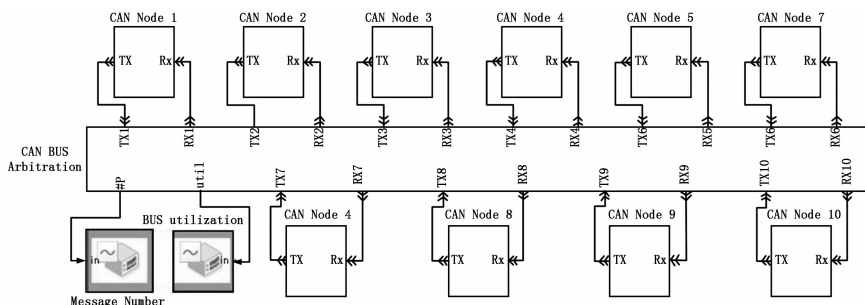 CAN Node 1 CAN Node 2 CAN Node 3 CAN Node 4 CAN Node 5 CAN Node 7
TX Rx TX Rx TX Rx TX Rx TX Rx TX Rx
CAN BUS
Arbitration
TX1 RX1 TX2 RX2 TX3 RX3 TX4 RX4 TX6 RX5 TX6 RX6
#P util TX7 RX7 TX8 RX8 TX9 RX9 TX10 RX10
BUS utilization CAN Node 4 CAN Node 8 CAN Node 9 CAN Node 10
in in TX Rx TX Rx TX Rx TX Rx
Message Number